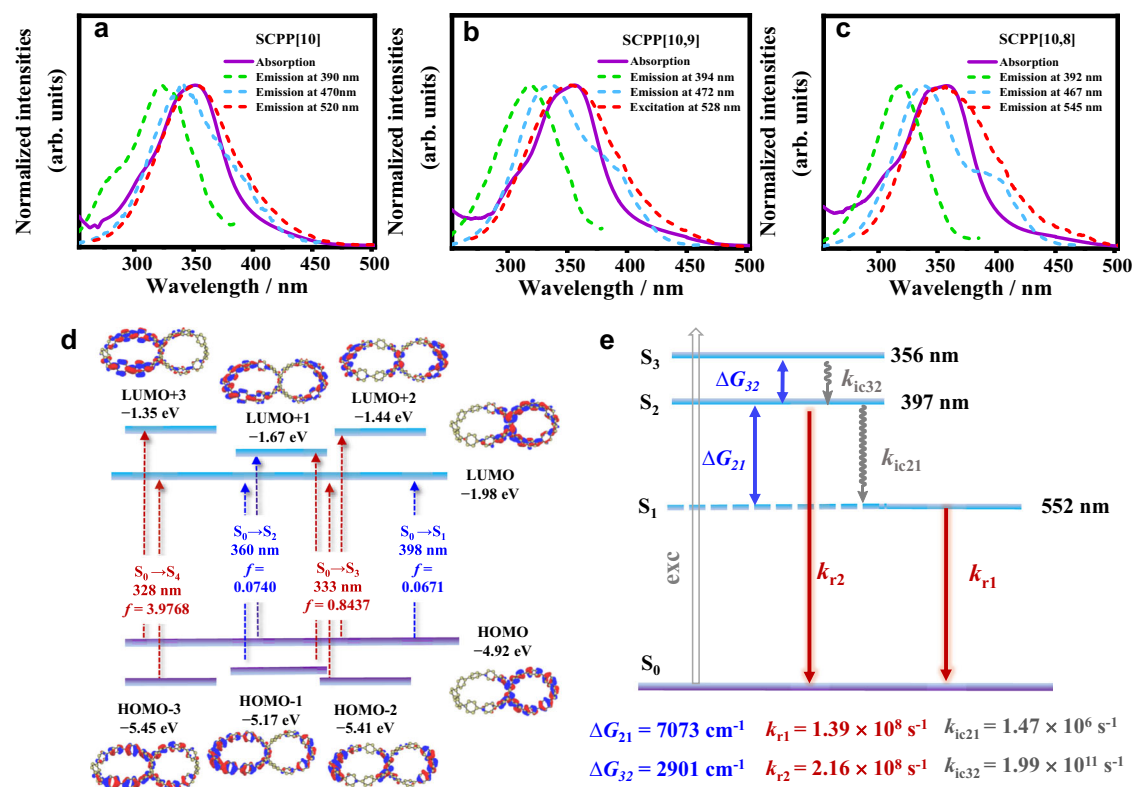 a
SCPP[10]
Absorption
Emission at 390 nm
Emission at 470nm
Emission at 520 nm
Normalized intensities
(arb. units)
300
350
400
450
500
Wavelength / nm
b
SCPP[10,9]
Absorption
Emission at 394 nm
Emission at 472 nm
Excitation at 528 nm
Normalized intensities
(arb. units)
300
350
400
450
500
Wavelength / nm
c
SCPP[10,8]
Absorption
Emission at 392 nm
Emission at 467 nm
Emission at 545 nm
Normalized intensities
(arb. units)
300
350
400
450
500
Wavelength / nm
d
LUMO+3
−1.35 eV
LUMO+1
−1.67 eV
LUMO+2
−1.44 eV
LUMO
−1.98 eV
S₀→S₄
328 nm
f = 3.9768
S₀→S₂
360 nm
f =
0.0740
S₀→S₃
333 nm
f = 0.8437
S₀→S₁
398 nm
f =
0.0671
HOMO
−4.92 eV
HOMO-3
−5.45 eV
HOMO-1
−5.17 eV
HOMO-2
−5.41 eV
e
S₃
356 nm
ΔG₃₂
k_ic32
S₂
397 nm
ΔG₂₁
k_ic21
S₁
552 nm
exc
k_r2
k_r1
S₀
ΔG₂₁ = 7073 cm⁻¹ k_r1 = 1.39 × 10⁸ s⁻¹ k_ic21 = 1.47 × 10⁶ s⁻¹
ΔG₃₂ = 2901 cm⁻¹ k_r2 = 2.16 × 10⁸ s⁻¹ k_ic32 = 1.99 × 10¹¹ s⁻¹